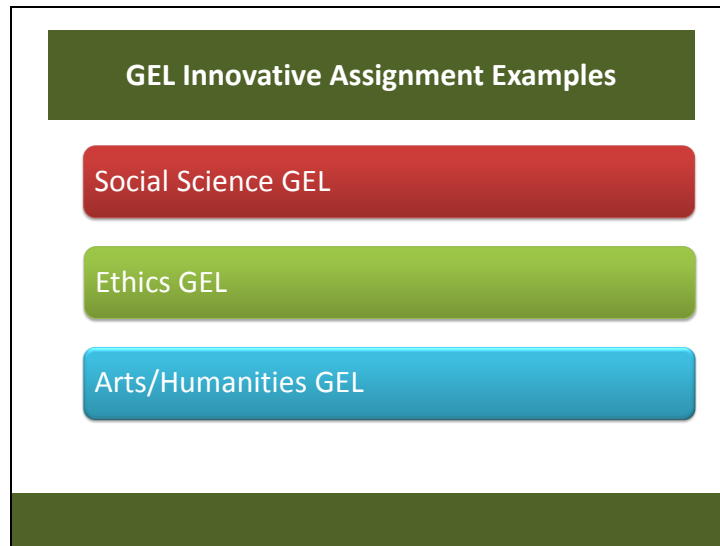 GEL Innovative Assignment Examples
Social Science GEL
Ethics GEL
Arts/Humanities GEL